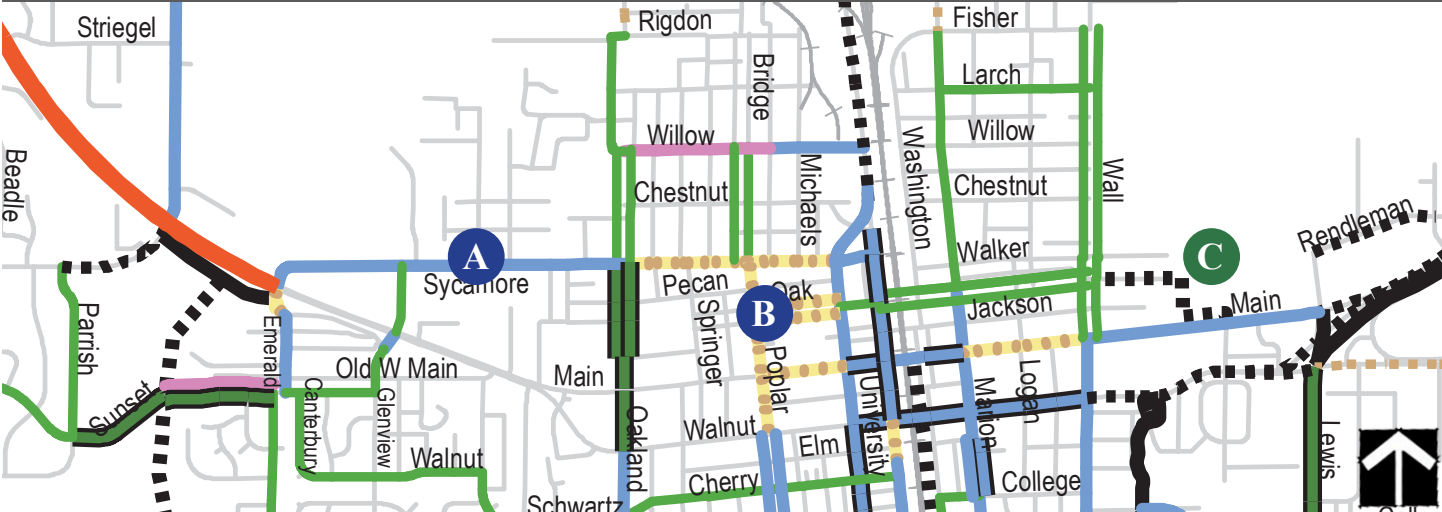 Striegel
Rigdon
Fisher
Bridge
Larch
Willow
Willow
Washington
Beadle
Chestnut
Michaels
Chestnut
Wall
Rendleman
A
Sycamore
Pecan
Oak
Walker
C
B
Jackson
Main
Parrish
Emerald
Springer
Old W Main
Main
Poplar
University
Marion
Logan
Sunset
Canterbury
Glenview
Oakland
Walnut
Elm
Walnut
Cherry
College
Lewis
Schwartz